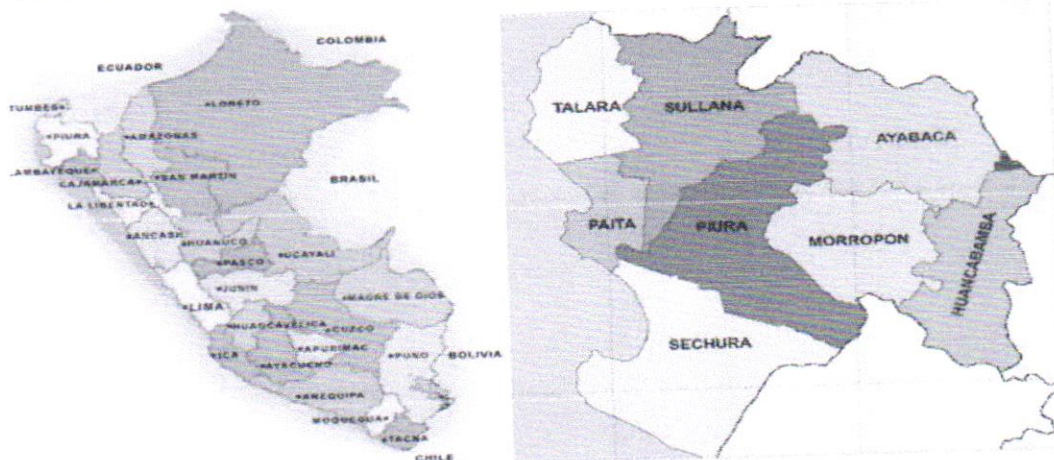 COLOMBIA
ECUADOR
TUMBES
LORETO
PIURA
AMAZONAS
LAMBAYEQUE
CAJAMARCA
SAN MARTIN
BRASIL
LA LIBERTAD
ANCASH
HUANUCO
UCAYALI
PASCO
JUNIN
LIMA
MADRE DE DIOS
HUANCAVELICA
CUZCO
ICA
APURIMAC
PUNO
BOLIVIA
AYACUCHO
AREQUIPA
MOQUEGUA
TACNA
CHILE
TALARA
SULLANA
AYABACA
PAITA
PIURA
MORROPON
HUANCABAMBA
SECHURA